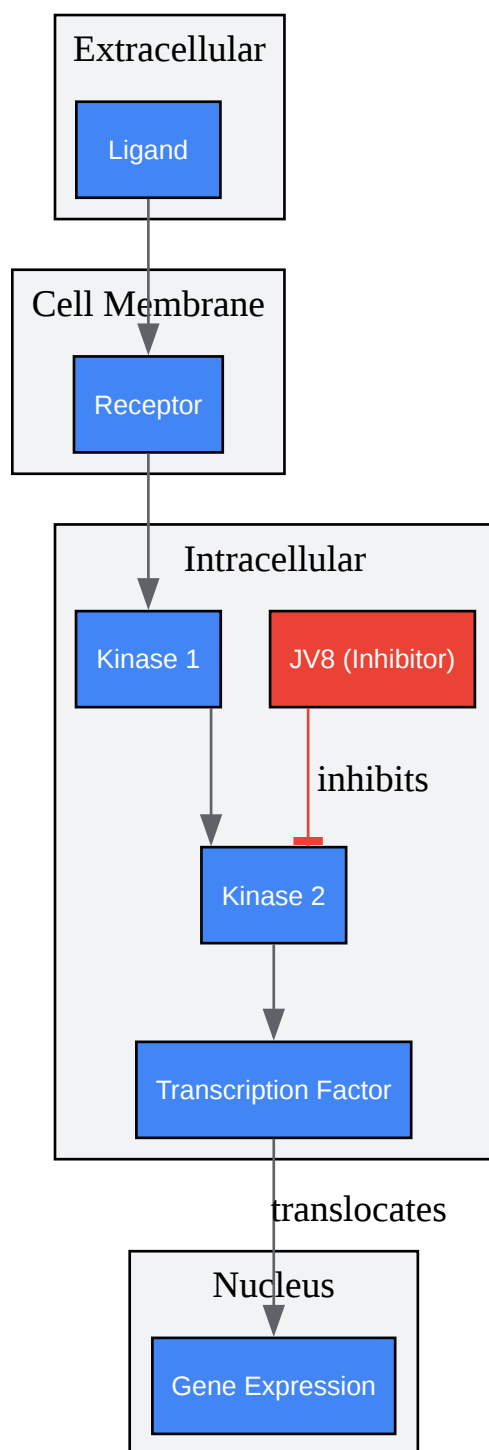 Extracellular
Ligand
Cell Membrane
Receptor
Intracellular
Kinase 1
JV8 (Inhibitor)
inhibits
Kinase 2
Transcription Factor
translocates
Nucleus
Gene Expression